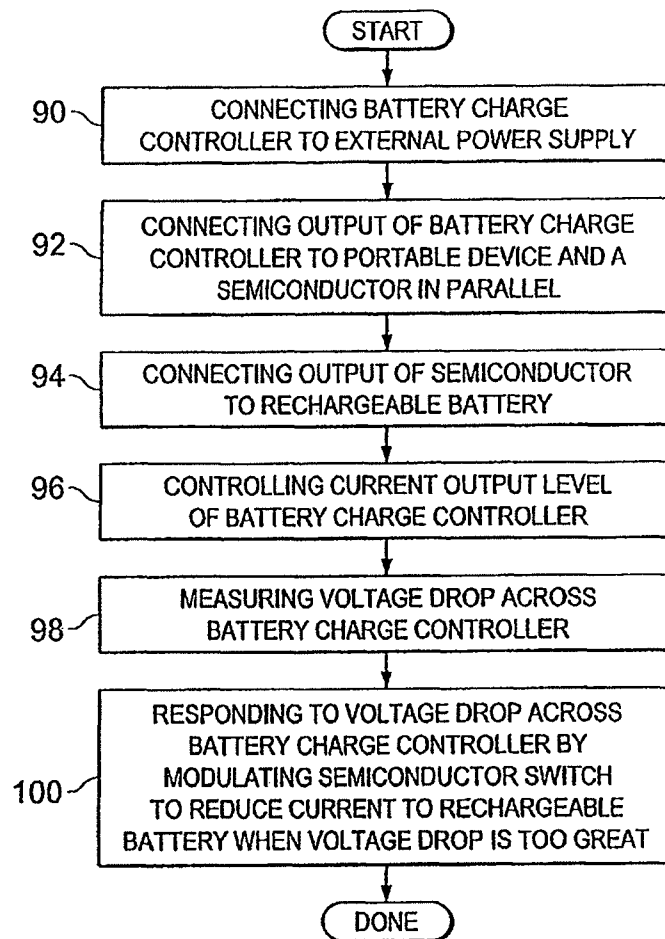 START
90
CONNECTING BATTERY CHARGE
CONTROLLER TO EXTERNAL POWER SUPPLY
92
CONNECTING OUTPUT OF BATTERY CHARGE
CONTROLLER TO PORTABLE DEVICE AND A
SEMICONDUCTOR IN PARALLEL
94
CONNECTING OUTPUT OF SEMICONDUCTOR
TO RECHARGEABLE BATTERY
96
CONTROLLING CURRENT OUTPUT LEVEL
OF BATTERY CHARGE CONTROLLER
98
MEASURING VOLTAGE DROP ACROSS
BATTERY CHARGE CONTROLLER
100
RESPONDING TO VOLTAGE DROP ACROSS
BATTERY CHARGE CONTROLLER BY
MODULATING SEMICONDUCTOR SWITCH
TO REDUCE CURRENT TO RECHARGEABLE
BATTERY WHEN VOLTAGE DROP IS TOO GREAT
DONE